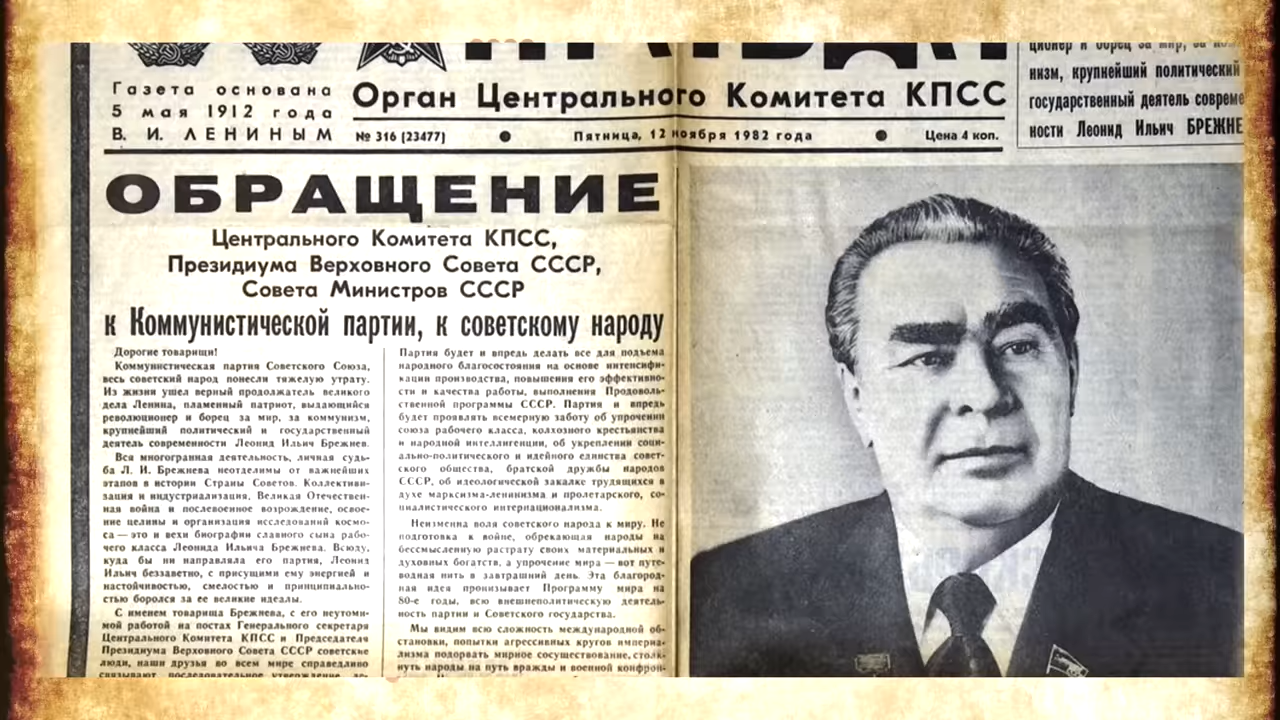 ПРАВДА
Газета основана
5 мая 1912 года
В. И. ЛЕНИНЫМ
Орган Центрального Комитета КПСС
№ 316 (23477)
Пятница, 12 ноября 1982 года
Цена 4 коп.
ционер и борец за мир, за
низм, крупнейший политический
государственный деятель совреме
ности Леонид Ильич БРЕЖНЕ
ОБРАЩЕНИЕ
Центрального Комитета КПСС,
Президиума Верховного Совета СССР,
Совета Министров СССР
к Коммунистической партии, к советскому народу
Дорогие товарищи!
Коммунистическая партия Советского Союза,
весь советский народ понесли тяжелую утрату.
Из жизни ушел верный продолжатель великого
дела Ленина, пламенный патриот, выдающийся
революционер и борец за мир, за коммунизм,
крупнейший политический и государственный
деятель современности Леонид Ильич Брежнев.
Вся многогранная деятельность, личная судь-
ба Л. И. Брежнева неотделимы от важнейших
этапов в истории Страны Советов. Коллективи-
зация и индустриализация, Великая Отечествен-
ная война и послевоенное возрождение, освое-
ние целины и организация исследований космо-
са — это и вехи биографии славного сына рабо-
чего класса Леонида Ильича Брежнева. Всюду,
куда бы ни направляла его партия, Леонид
Ильич беззаветно, с присущими ему энергией и
настойчивостью, смелостью и принципиально-
стью боролся за ее великие идеалы.
С именем товарища Брежнева, с его неутоми-
мой работой на постах Генерального секретаря
Центрального Комитета КПСС и Председателя
Президиума Верховного Совета СССР советские
люди, наши друзья во всем мире справедливо
связывают последовательное утверждение ле-
Партия будет и впредь делать все для подъема
народного благосостояния на основе интенсифи-
кации производства, повышения его эффективно-
сти и качества работы, выполнения Продоволь-
ственной программы СССР. Партия и впредь
будет проявлять всемерную заботу об упрочении
союза рабочего класса, колхозного крестьянства
и народной интеллигенции, об укреплении соци-
ально-политического и идейного единства совет-
ского общества, братской дружбы народов
СССР, об идеологической закалке трудящихся в
духе марксизма-ленинизма и пролетарского, со-
циалистического интернационализма.
Неизменна воля советского народа к миру. Не
подготовка к войне, обрекающая народы на
бессмысленную растрату своих материальных и
духовных богатств, а упрочение мира — вот путе-
водная нить в завтрашний день. Эта благород-
ная идея пронизывает Программу мира на
80-е годы, всю внешнеполитическую деятель-
ность партии и Советского государства.
Мы видим всю сложность международной об-
становки, попытки агрессивных кругов империа-
лизма подорвать мирное сосуществование, столк-
нуть народы на путь вражды и военной конфрон-